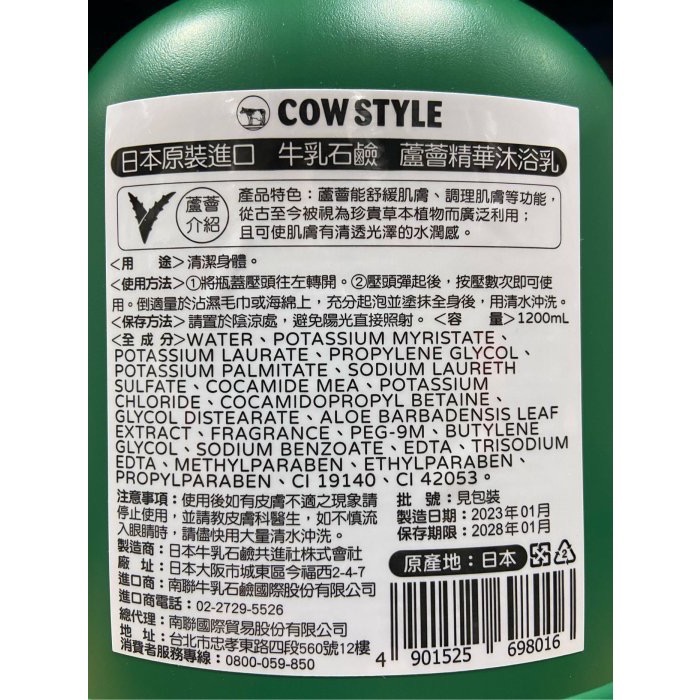 COW STYLE
日本原裝進口 牛乳石鹼 蘆薈精華沐浴乳
蘆薈介紹
產品特色：蘆薈能舒緩肌膚、調理肌膚等功能，
從古至今被視為珍貴草本植物而廣泛利用；
且可使肌膚有清透光澤的水潤感。
<用 途>清潔身體。
<使用方法>①將瓶蓋壓頭往左轉開。②壓頭彈起後，按壓數次即可使
用。倒適量於沾濕毛巾或海綿上，充分起泡並塗抹全身後，用清水沖洗。
<保存方法>請置於陰涼處，避免陽光直接照射。<容 量>1200mL
<全 成 分>WATER、POTASSIUM MYRISTATE、
POTASSIUM LAURATE、PROPYLENE GLYCOL、
POTASSIUM PALMITATE、SODIUM LAURETH
SULFATE、COCAMIDE MEA、POTASSIUM
CHLORIDE、COCAMIDOPROPYL BETAINE、
GLYCOL DISTEARATE、ALOE BARBADENSIS LEAF
EXTRACT、FRAGRANCE、PEG-9M、BUTYLENE
GLYCOL、SODIUM BENZOATE、EDTA、TRISODIUM
EDTA、METHYLPARABEN、ETHYLPARABEN、
PROPYLPARABEN、CI 19140、CI 42053。
注意事項：使用後如有皮膚不適之現象請
停止使用，並請教皮膚科醫生，如不慎流
入眼睛時，請儘快用大量清水沖洗。
製造商：日本牛乳石鹼共進社株式會社
廠 址：日本大阪市城東區今福西2-4-7
進口商：南聯牛乳石鹼國際股份有限公司
進口商電話：02-2729-5526
總代理：南聯國際貿易股份有限公司
地 址：台北市忠孝東路四段560號12樓
消費者服務專線：0800-059-850
批 號：見包裝
製造日期：2023年01月
保存期限：2028年01月
原產地：日本
2
4 901525 698016